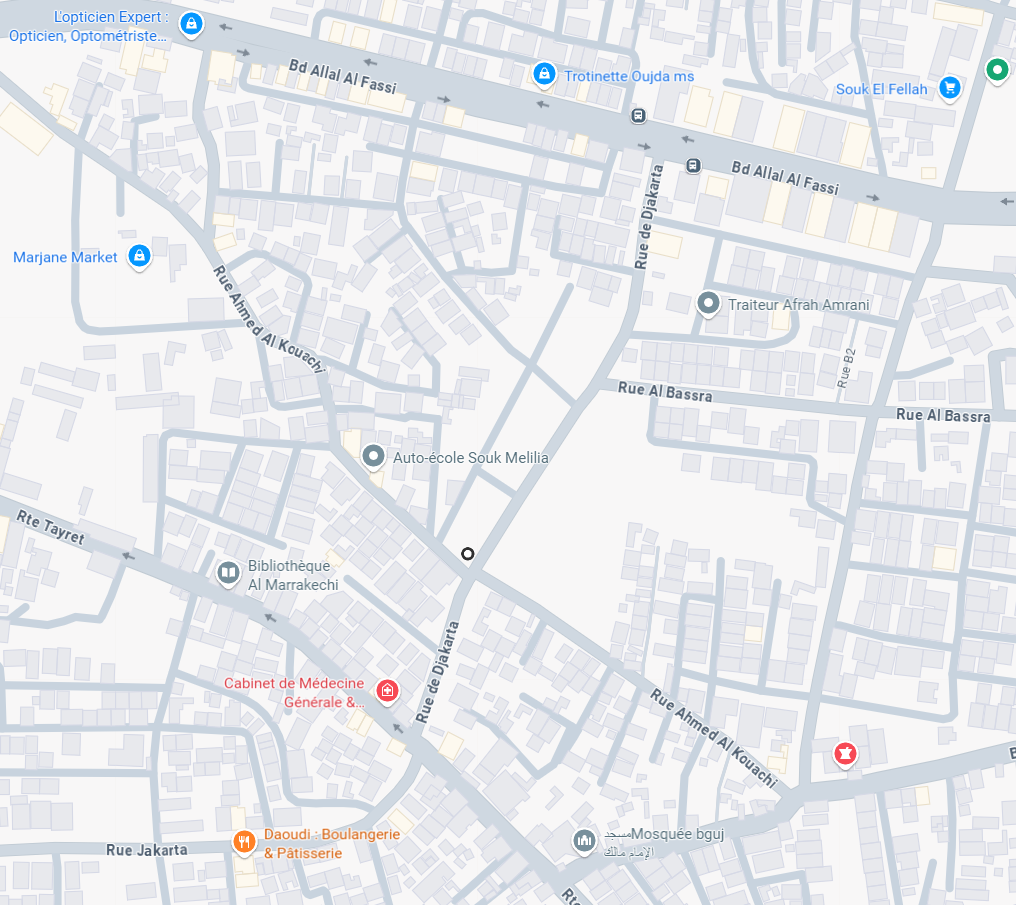 L'opticien Expert :
Opticien, Optométriste...
Bd Allal Al Fassi
Trotinette Oujda ms
Souk El Fellah
Bd Allal Al Fassi
Rue de Djakarta
Marjane Market
Rue Ahmed Al Kouachi
Traiteur Afrah Amrani
Rue B2
Rue Al Bassra
Rue Al Bassra
Auto-école Souk Melilia
Rte Tayret
Bibliothèque
Al Marrakechi
Rue de Djakarta
Cabinet de Médecine
Générale &...
Rue Ahmed Al Kouachi
Daoudi : Boulangerie
& Pâtisserie
Rue Jakarta
مسجد Mosquée bguj
الإمام مالك
Rte